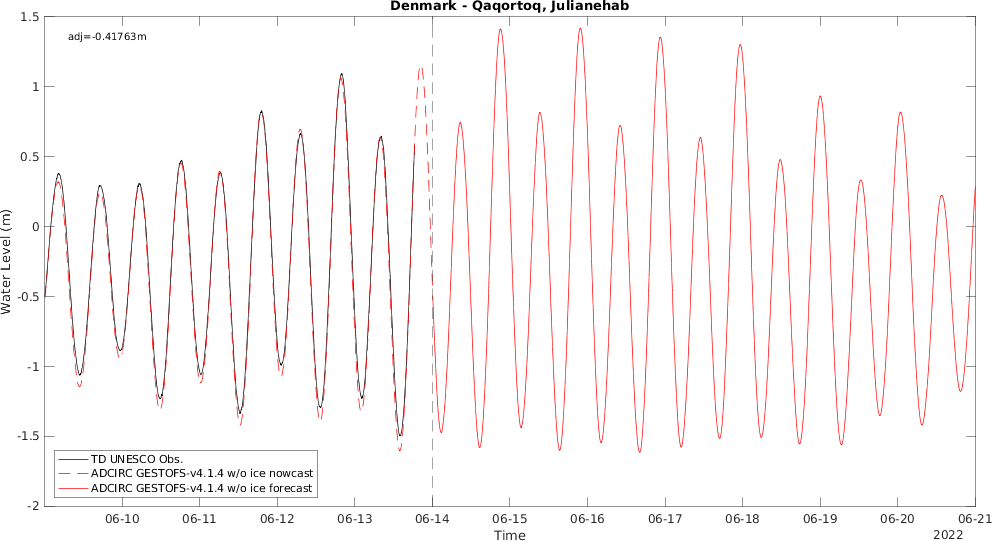 Denmark - Qaqortoq, Julianehab
adj=-0.41763m
1.5
1
0.5
0
-0.5
-1
-1.5
-2
Water Level (m)
TD UNESCO Obs.
ADCIRC GESTOFS-v4.1.4 w/o ice nowcast
ADCIRC GESTOFS-v4.1.4 w/o ice forecast
06-10 06-11 06-12 06-13 06-14 06-15 06-16 06-17 06-18 06-19 06-20 06-21
Time
2022